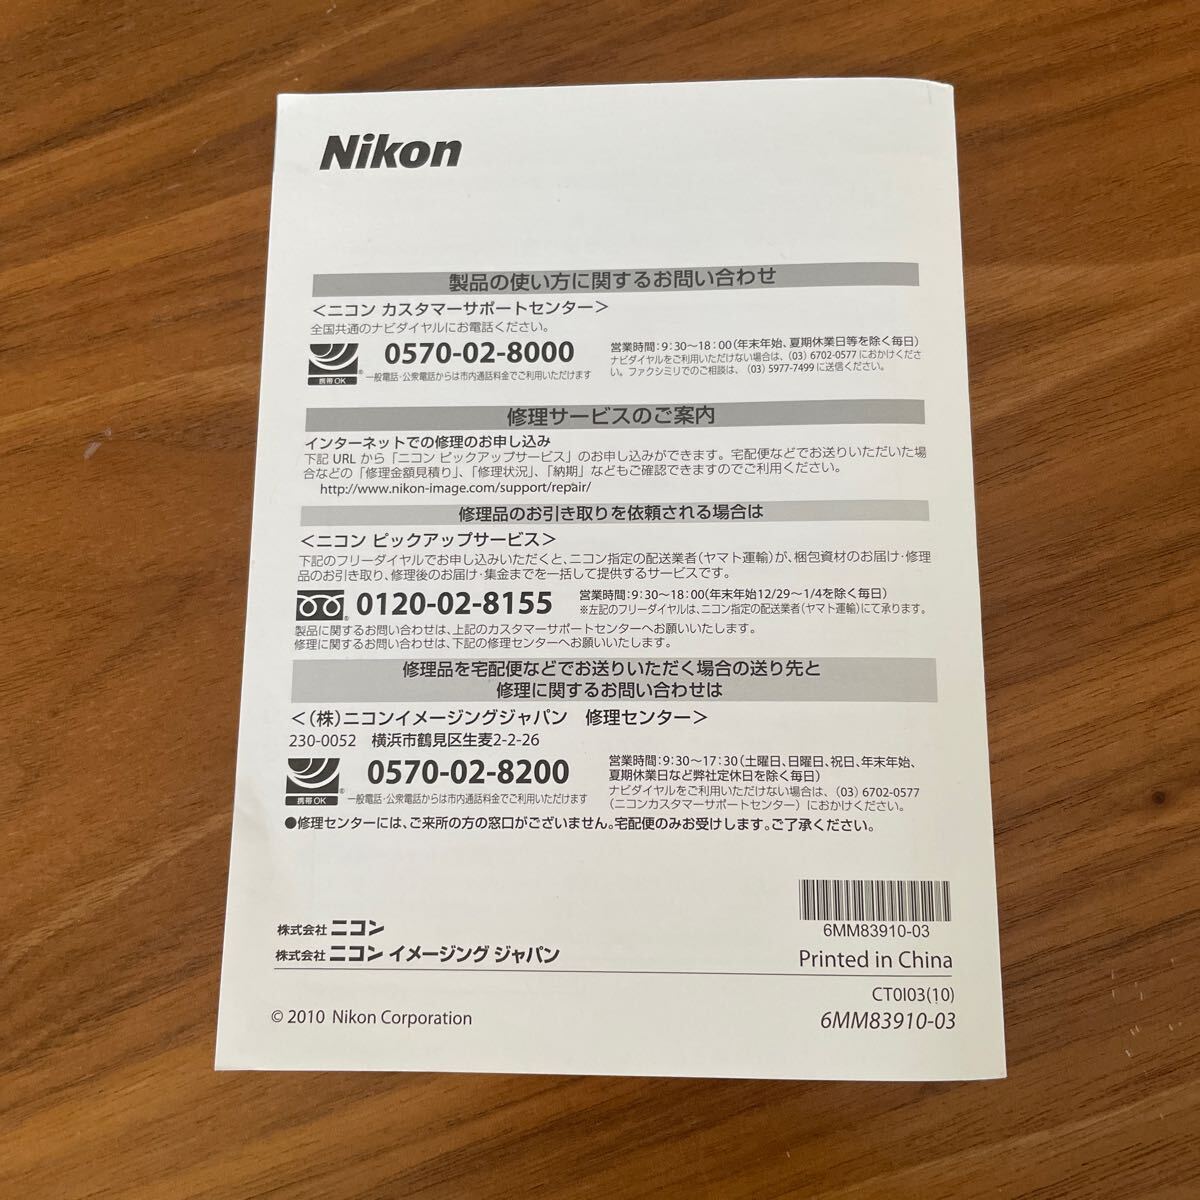 Nikon
製品の使い方に関するお問い合わせ
＜ニコン カスタマーサポートセンター＞
全国共通のナビダイヤルにお電話ください。
携帯OK
0570-02-8000
一般電話・公衆電話からは市内通話料金でご利用いただけます
営業時間：9:30～18:00（年末年始、夏期休業日等を除く毎日）
ナビダイヤルをご利用いただけない場合は、（03）6702-0577 におかけくださ
い。ファクシミリでのご相談は、（03）5977-7499 に送信ください。
修理サービスのご案内
インターネットでの修理のお申し込み
下記 URL から「ニコン ピックアップサービス」のお申し込みができます。宅配便などでお送りいただいた場
合などの「修理金額見積り」、「修理状況」、「納期」などもご確認できますのでご利用ください。
http://www.nikon-image.com/support/repair/
修理品のお引き取りを依頼される場合は
＜ニコン ピックアップサービス＞
下記のフリーダイヤルでお申し込みいただくと、ニコン指定の配送業者（ヤマト運輸）が、梱包資材のお届け・修理
品のお引き取り、修理後のお届け・集金までを一括して提供するサービスです。
0120-02-8155
営業時間：9:30～18:00（年末年始12/29～1/4を除く毎日）
※左記のフリーダイヤルは、ニコン指定の配送業者（ヤマト運輸）にて承ります。
製品に関するお問い合わせは、上記のカスタマーサポートセンターへお願いいたします。
修理に関するお問い合わせは、下記の修理センターへお願いいたします。
修理品を宅配便などでお送りいただく場合の送り先と
修理に関するお問い合わせは
＜（株）ニコンイメージングジャパン 修理センター＞
230-0052 横浜市鶴見区生麦2-2-26
携帯OK
0570-02-8200
一般電話・公衆電話からは市内通話料金でご利用いただけます
営業時間：9:30～17:30（土曜日、日曜日、祝日、年末年始、
夏期休業日など弊社定休日を除く毎日）
ナビダイヤルをご利用いただけない場合は、（03）6702-0577
（ニコンカスタマーサポートセンター）におかけください。
●修理センターには、ご来所の方の窓口がございません。宅配便のみお受けします。ご了承ください。
6MM83910-03
株式会社 ニコン
株式会社 ニコン イメージング ジャパン
Printed in China
CT0I03(10)
© 2010 Nikon Corporation
6MM83910-03